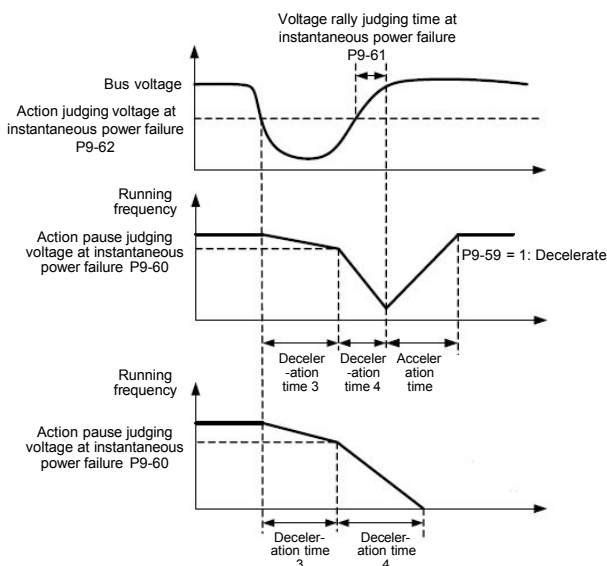 Voltage rally judging time at
instantaneous power failure
P9-61
Bus voltage
Action judging voltage at
instantaneous power failure
P9-62
Running
frequency
Action pause judging
voltage at instantaneous
power failure P9-60
P9-59 = 1: Decelerate
Deceler
-ation
time 3
Deceler
-ation
time 4
Acceler
ation
time
Running
frequency
Action pause judging
voltage at instantaneous
power failure P9-60
Deceler-
ation time
3
Deceler-
ation time
4